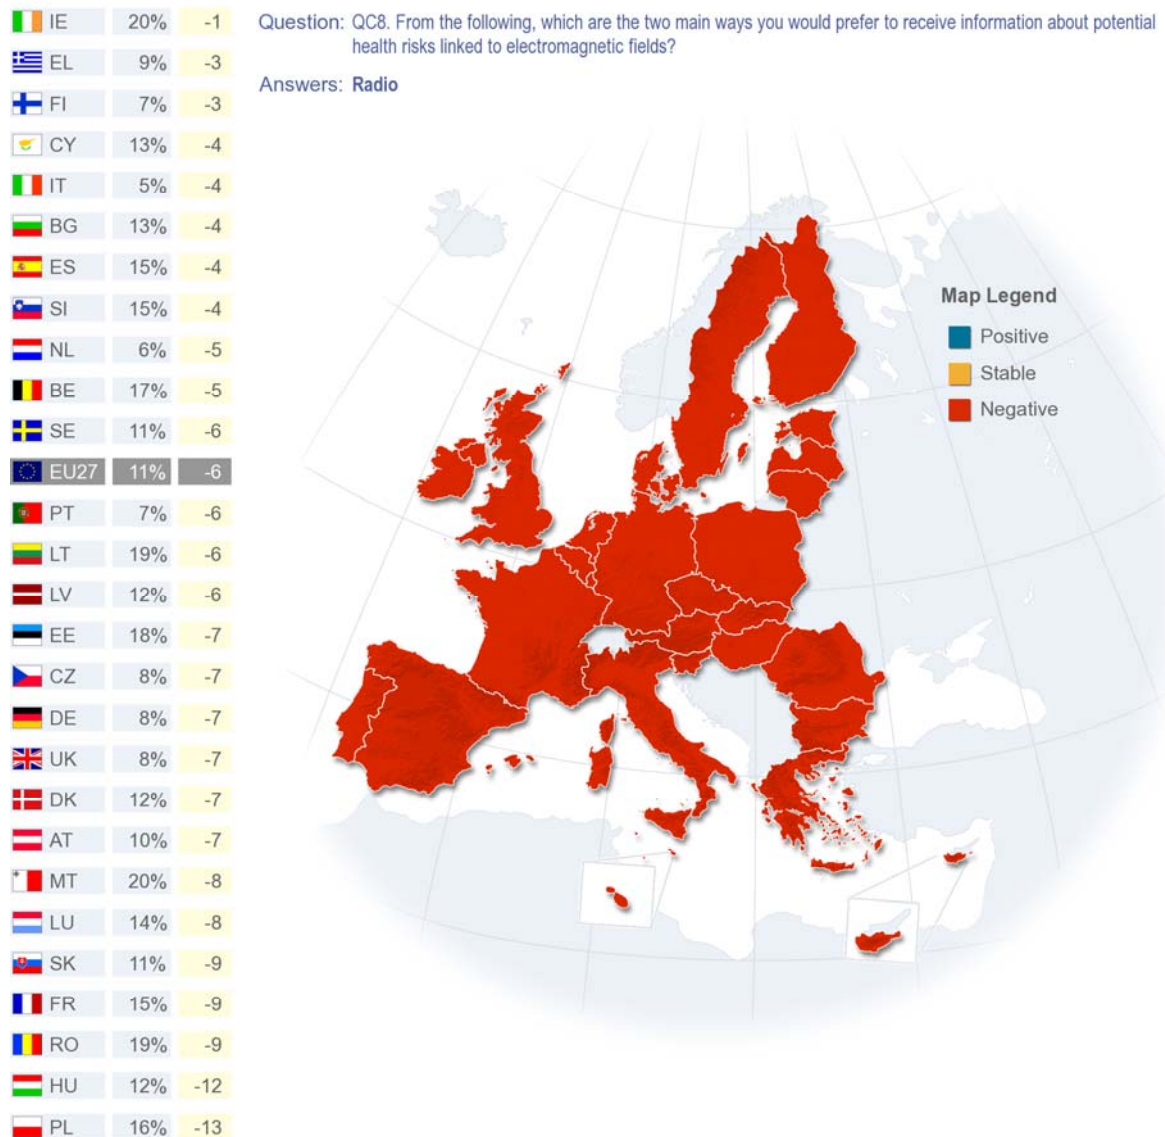 IE 20% -1
EL 9% -3
FI 7% -3
CY 13% -4
IT 5% -4
BG 13% -4
ES 15% -4
SI 15% -4
NL 6% -5
BE 17% -5
SE 11% -6
EU27 11% -6
PT 7% -6
LT 19% -6
LV 12% -6
EE 18% -7
CZ 8% -7
DE 8% -7
UK 8% -7
DK 12% -7
AT 10% -7
MT 20% -8
LU 14% -8
SK 11% -9
FR 15% -9
RO 19% -9
HU 12% -12
PL 16% -13
Question: QC8. From the following, which are the two main ways you would prefer to receive information about potential
health risks linked to electromagnetic fields?
Answers: Radio
Map Legend
Positive
Stable
Negative